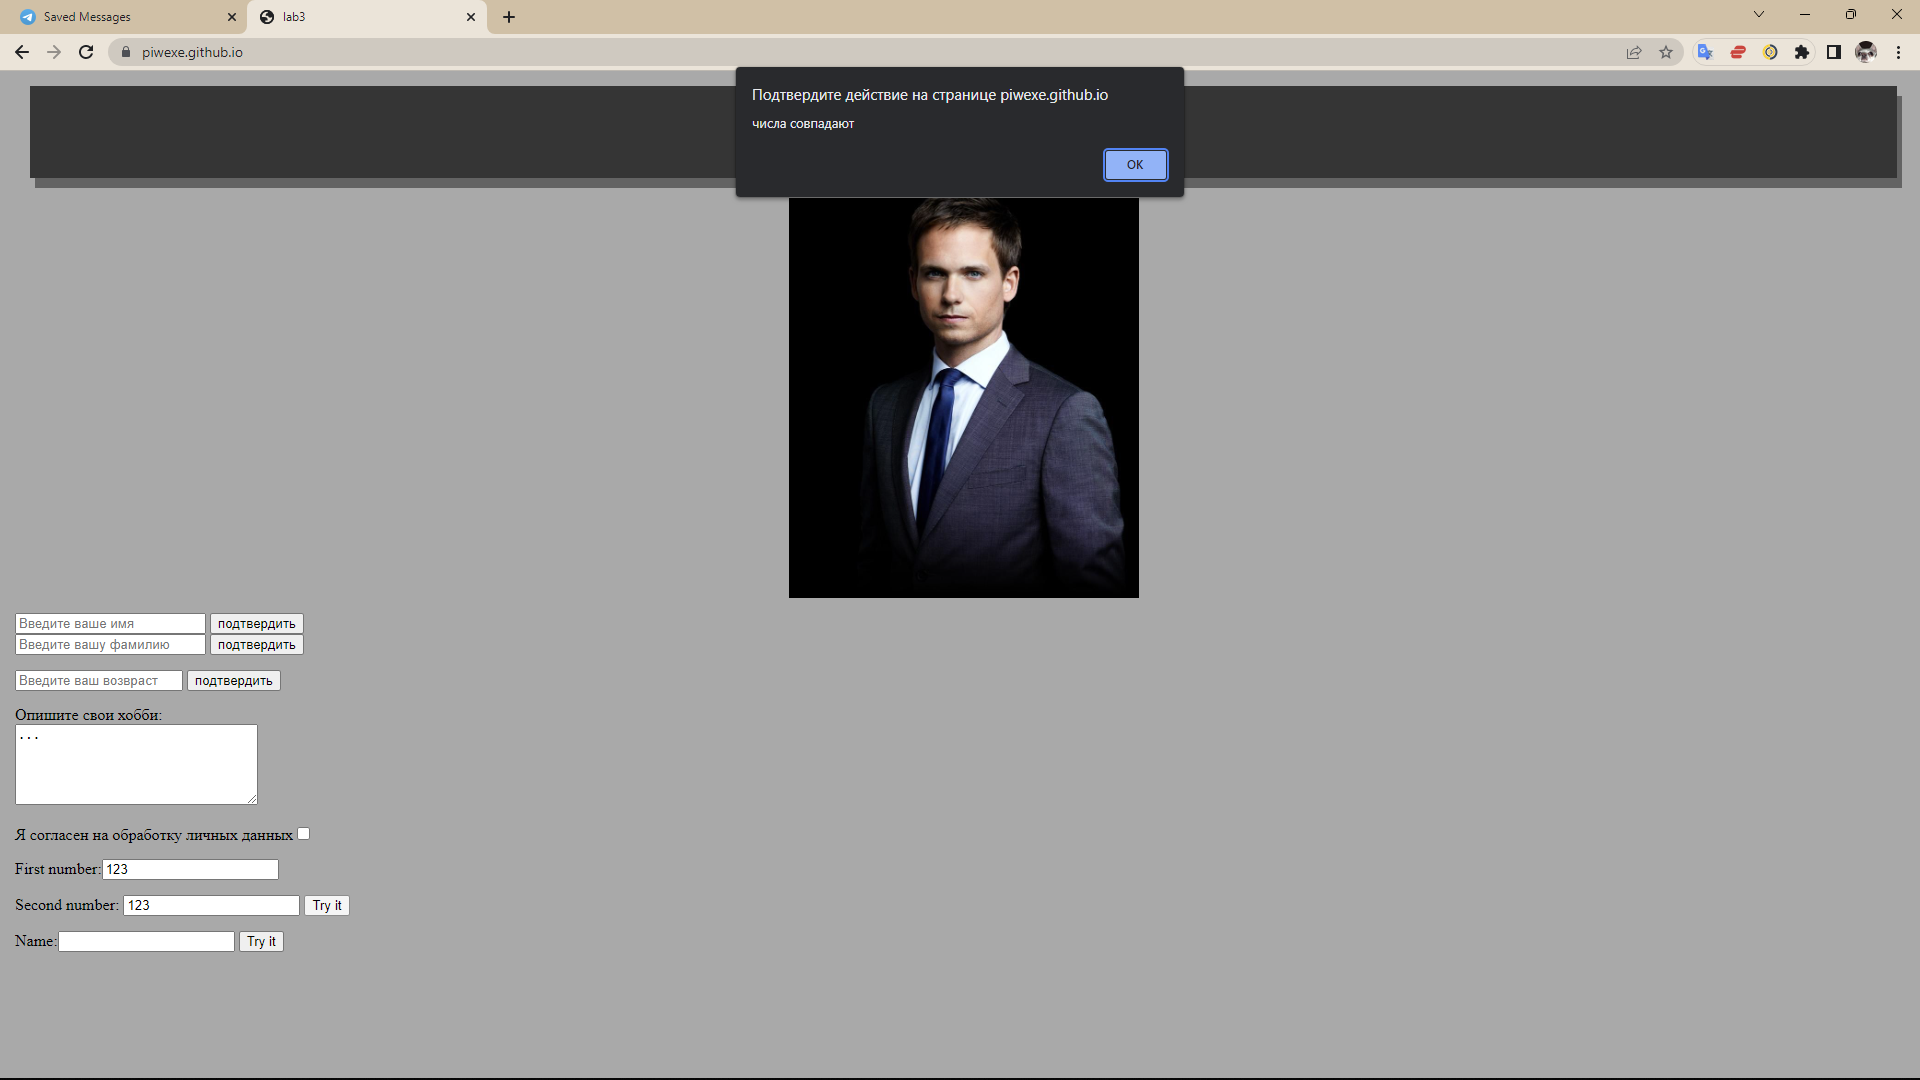 Saved Messages
lab3
piwexe.github.io
Подтвердите действие на странице piwexe.github.io
числа совпадают
OK
Введите ваше имя подтвердить
Введите вашу фамилию подтвердить
Введите ваш возвраст подтвердить
Опишите свои хобби:
...
Я согласен на обработку личных данных
First number: 123
Second number: 123 Try it
Name: Try it